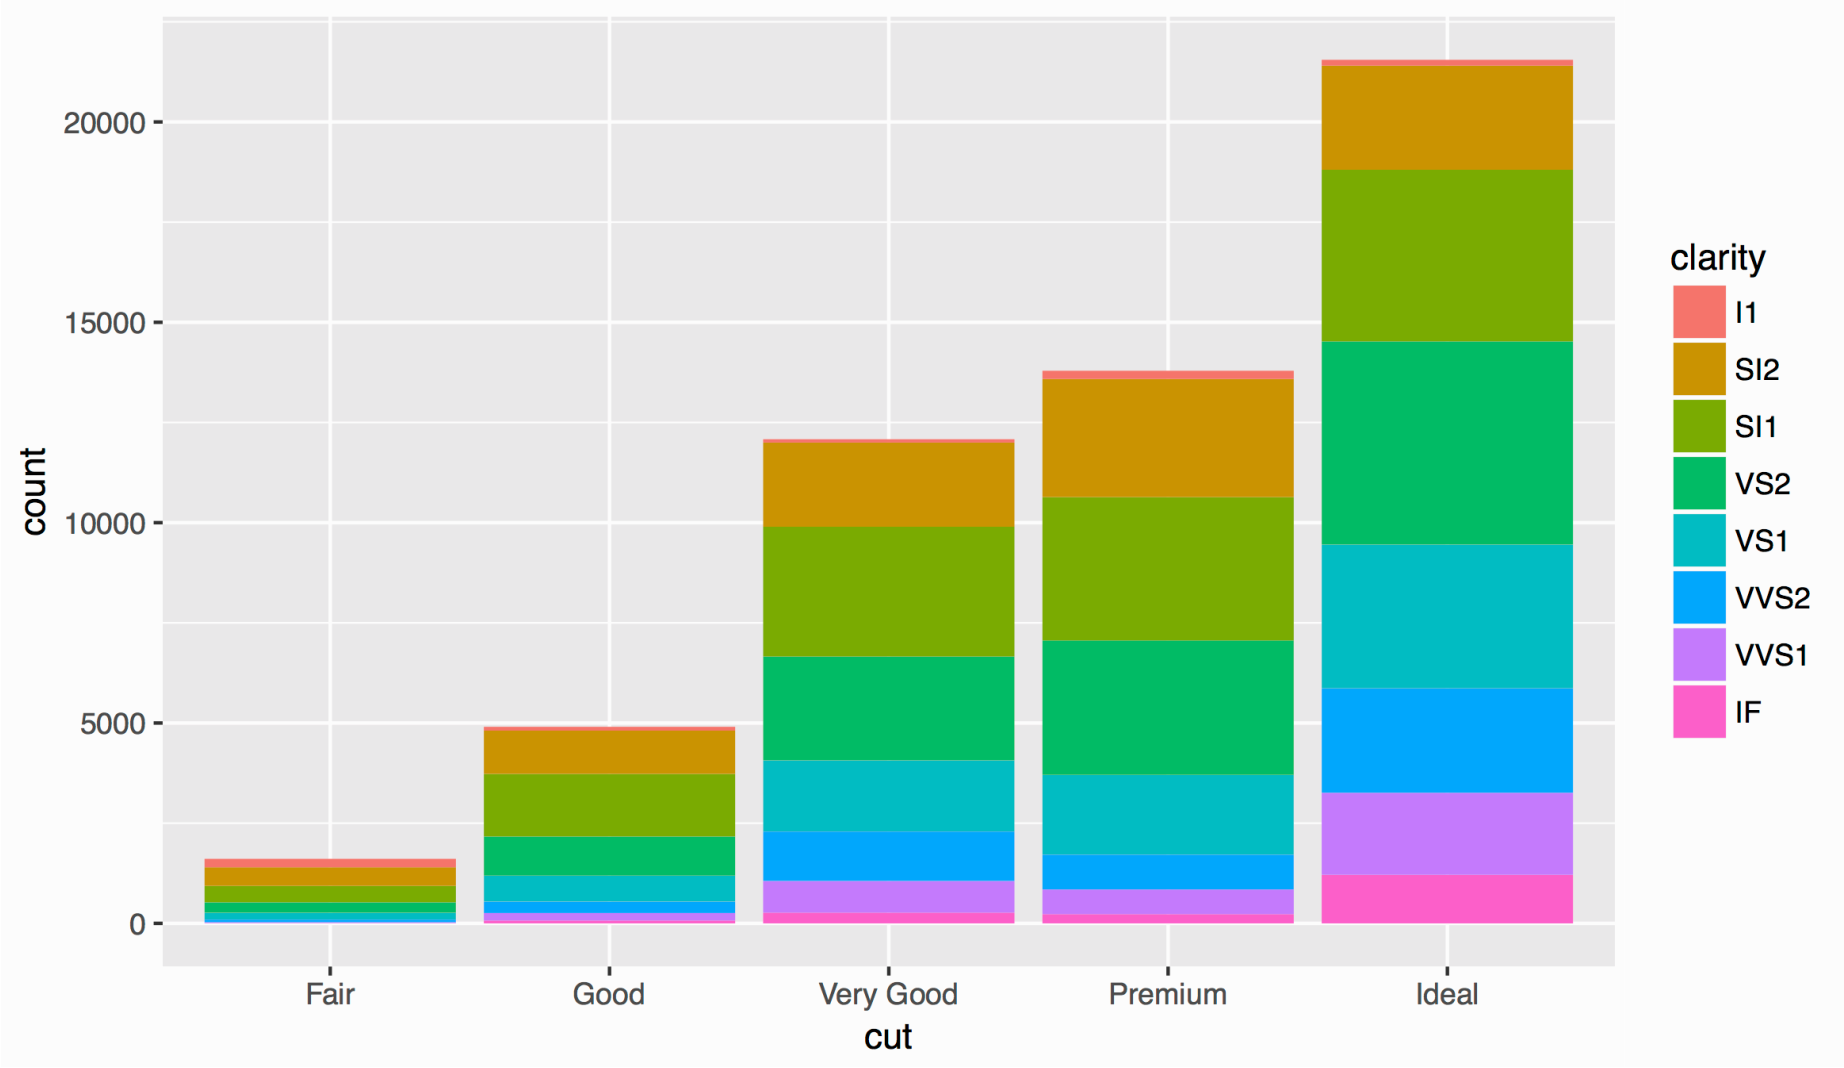 20000
15000
10000
5000
0
count
Fair Good Very Good Premium Ideal
cut
clarity
I1
SI2
SI1
VS2
VS1
VVS2
VVS1
IF